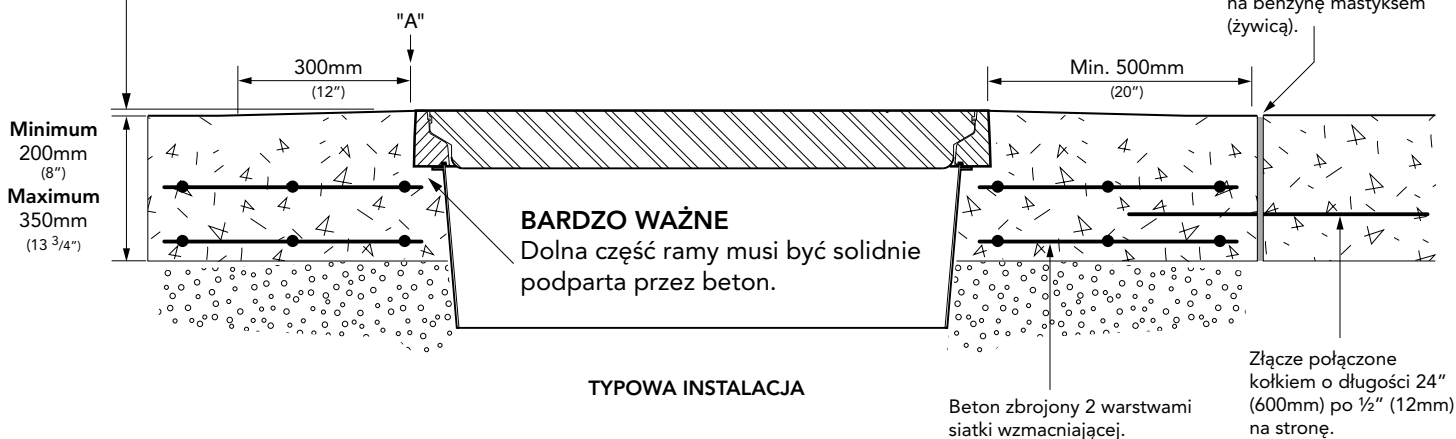 na benzynę mastyksem
(żywicą).
"A"
300mm
(12")
Min. 500mm
(20")
Minimum
200mm
(8")
Maximum
350mm
(13 3/4")
BARDZO WAŻNE
Dolna część ramy musi być solidnie
podparta przez beton.
TYPOWA INSTALACJA
Beton zbrojony 2 warstwami
siatki wzmacniającej.
Złącze połączone
kołkiem o długości 24"
(600mm) po ½" (12mm)
na stronę.